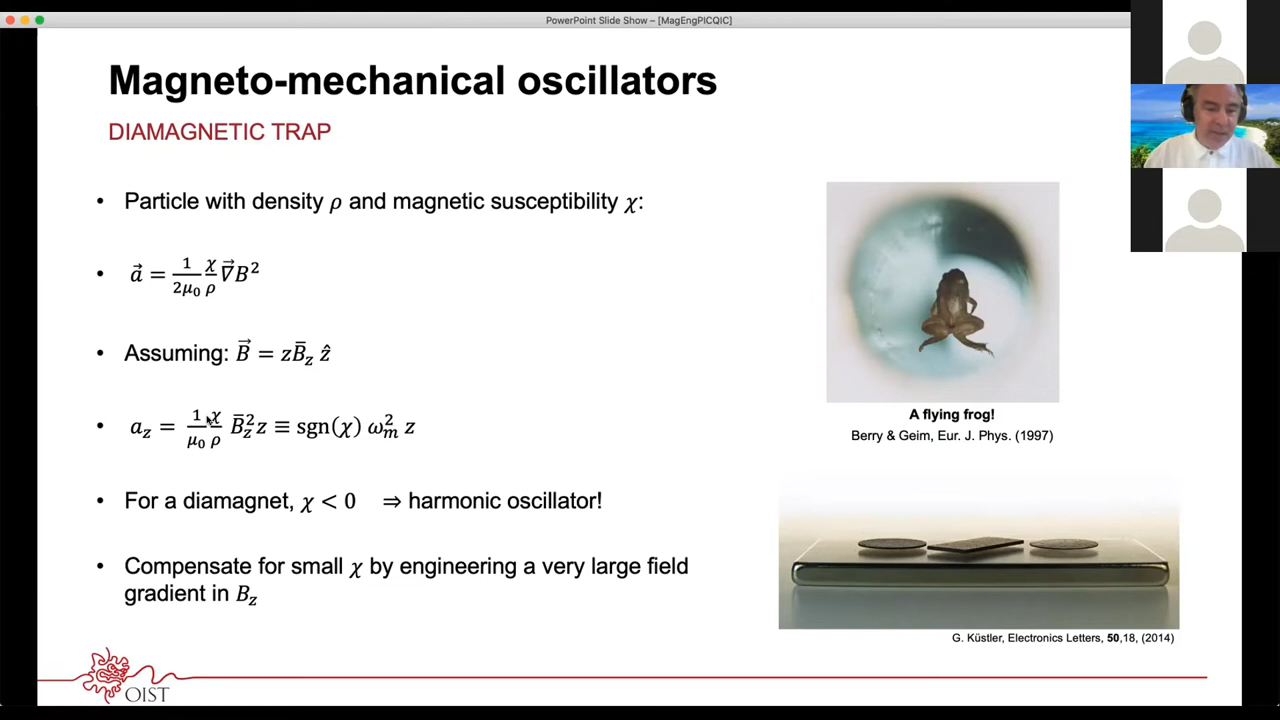 PowerPoint Slide Show – [MagEngPICQIC]
Magneto-mechanical oscillators
DIAMAGNETIC TRAP
• Particle with density ρ and magnetic susceptibility χ:
• a⃗ = 1/(2μ₀) χ/ρ ∇⃗B²
• Assuming: B⃗ = zB̄_z ẑ
• a_z = 1/μ₀ χ/ρ B̄_z² z ≡ sgn(χ) ω_m² z
• For a diamagnet, χ < 0 ⇒ harmonic oscillator!
• Compensate for small χ by engineering a very large field
gradient in B_z
A flying frog!
Berry & Geim, Eur. J. Phys. (1997)
G. Küstler, Electronics Letters, 50,18, (2014)
OIST